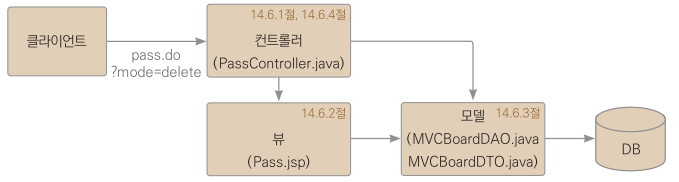 클라이언트
pass.do
?mode=delete
14.6.1절, 14.6.4절
컨트롤러
(PassController.java)
14.6.2절
뷰
(Pass.jsp)
모델 14.6.3절
(MVCBoardDAO.java
MVCBoardDTO.java)
DB